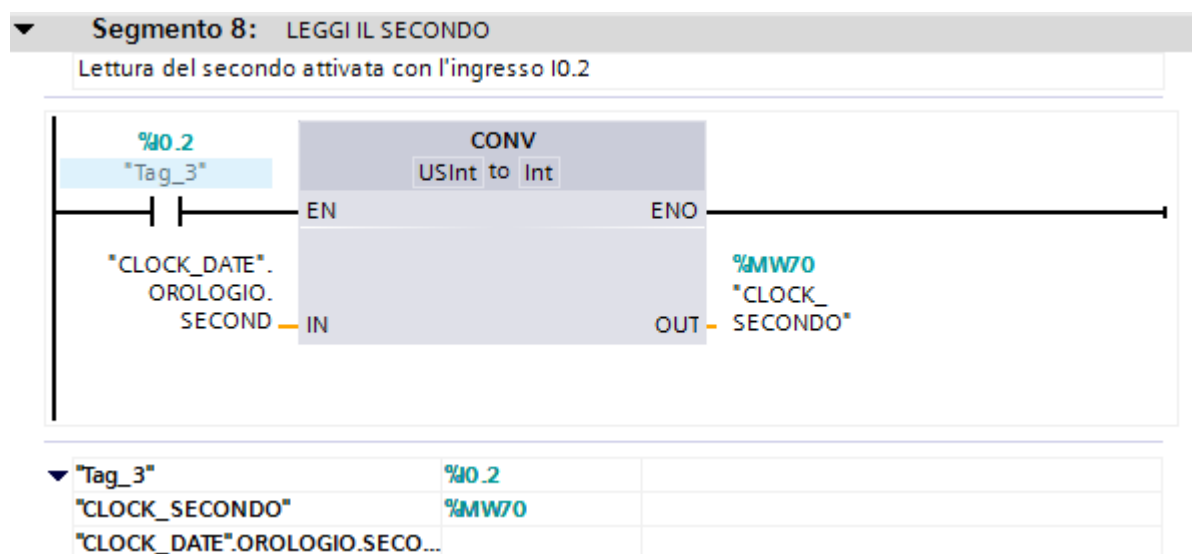 Segmento 8: LEGGI IL SECONDO
Lettura del secondo attivata con l'ingresso I0.2
%I0.2
"Tag_3"
CONV
USInt to Int
EN
ENO
"CLOCK_DATE".
OROLOGIO.
SECOND
IN
OUT
%MW70
"CLOCK_
SECONDO"
"Tag_3" %I0.2
"CLOCK_SECONDO" %MW70
"CLOCK_DATE".OROLOGIO.SECO...